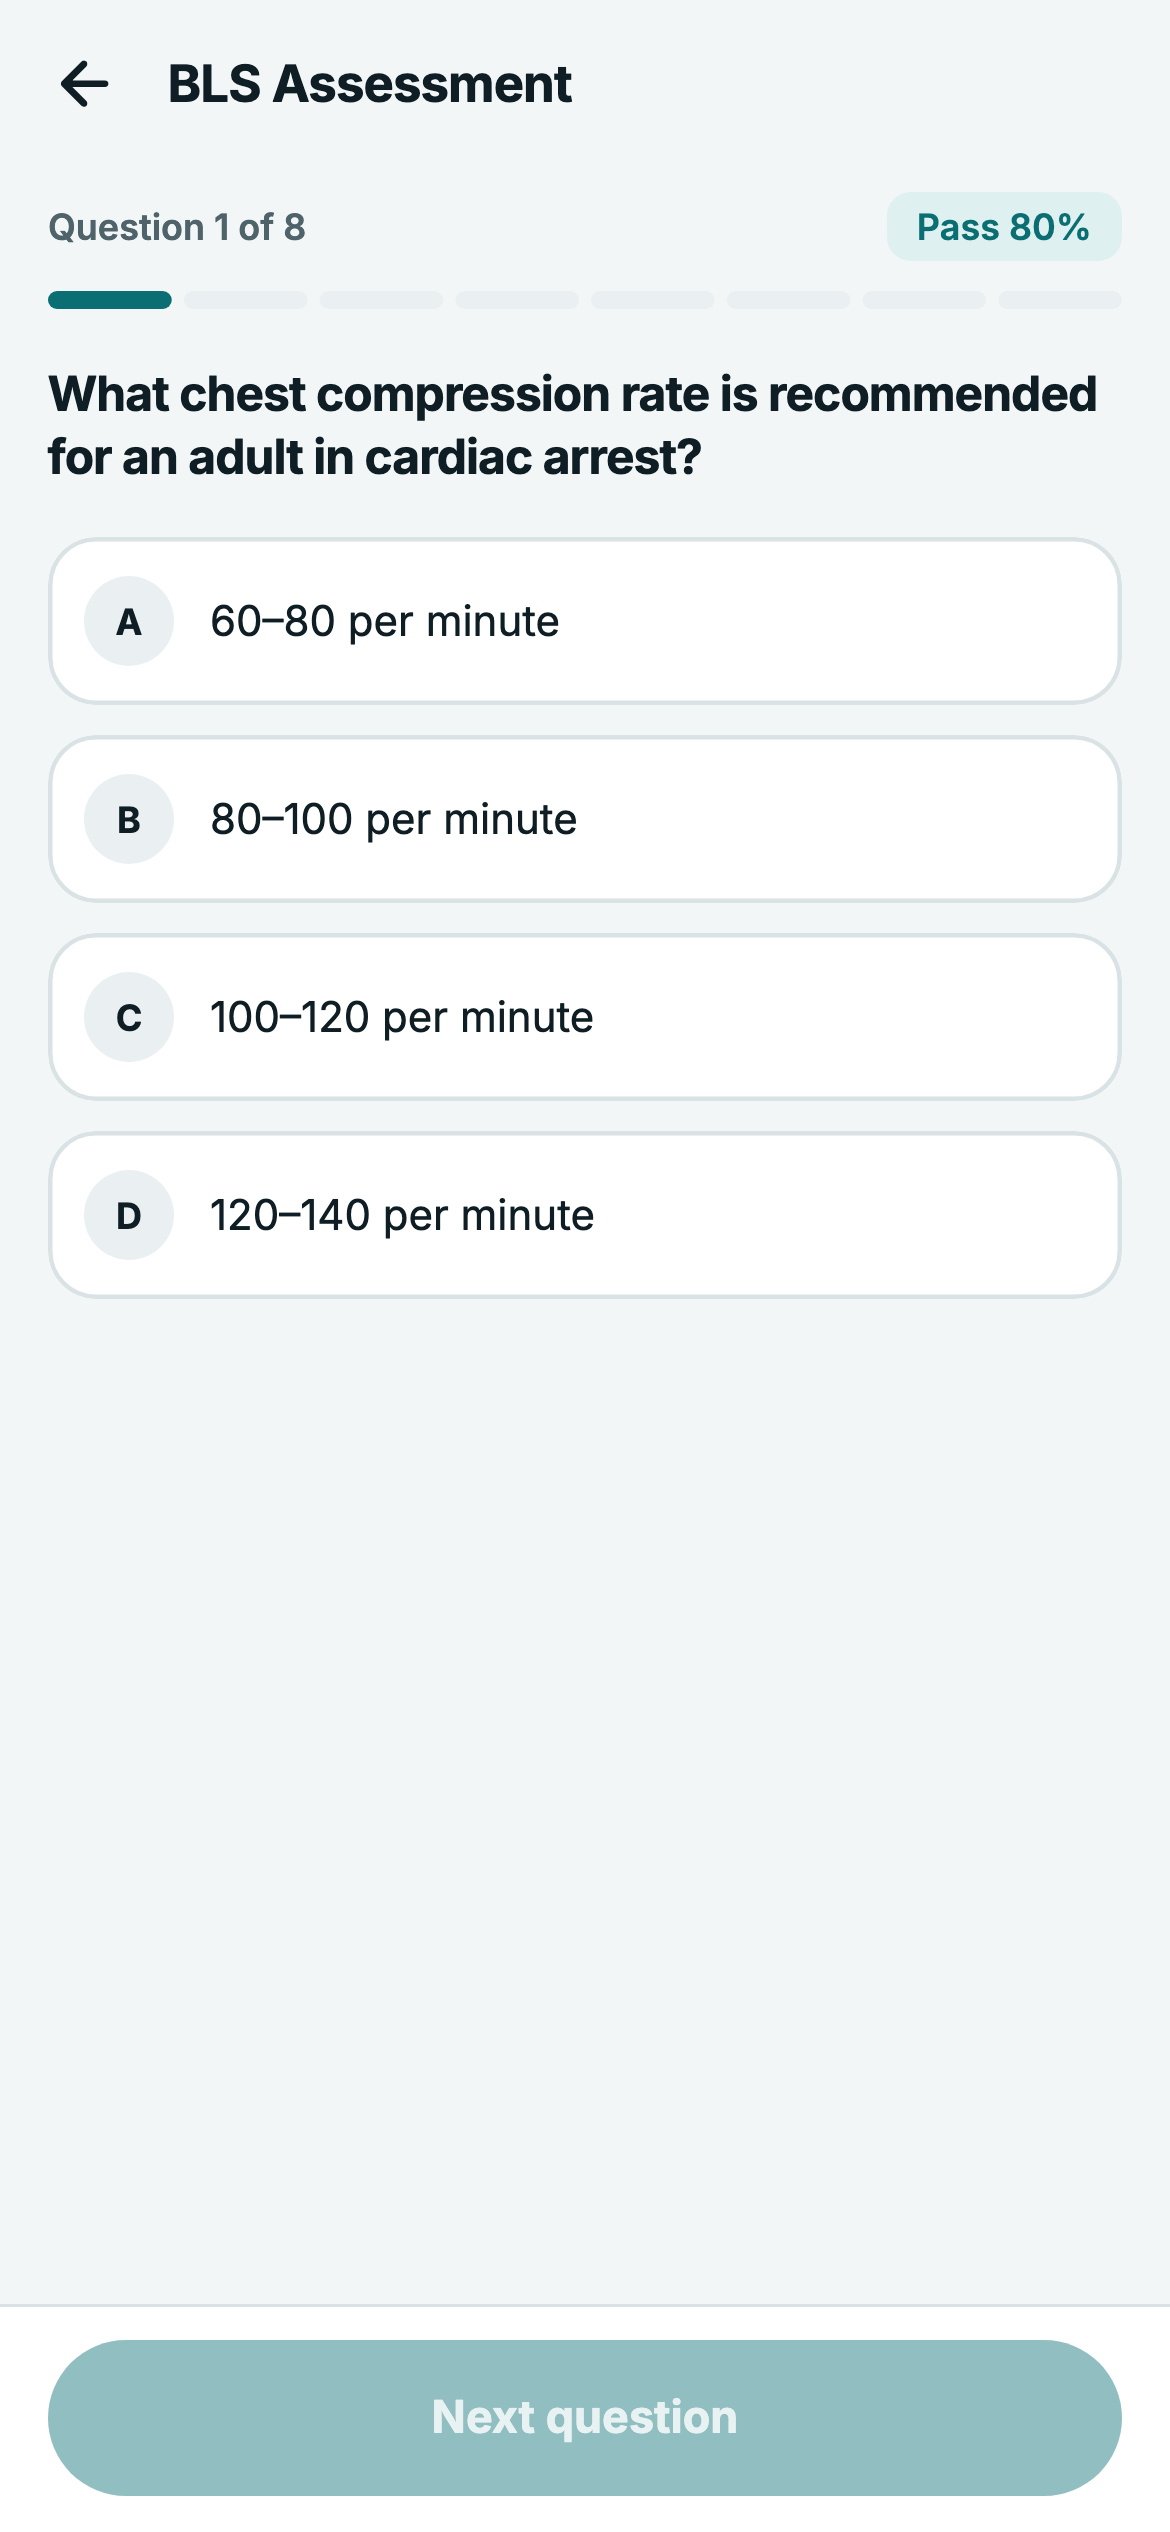 BLS Assessment
Question 1 of 8
Pass 80%
What chest compression rate is recommended
for an adult in cardiac arrest?
A
60–80 per minute
B
80–100 per minute
C
100–120 per minute
D
120–140 per minute
Next question